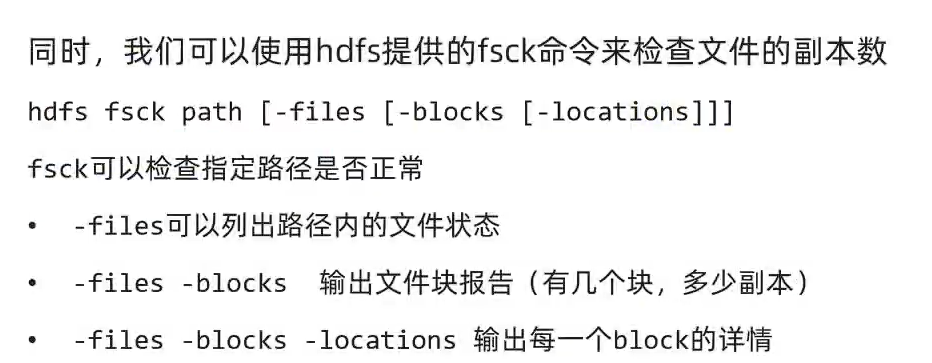 同时，我们可以使用hdfs提供的fsck命令来检查文件的副本数
hdfs fsck path [-files [-blocks [-locations]]]
fsck可以检查指定路径是否正常
• -files可以列出路径内的文件状态
• -files -blocks 输出文件块报告（有几个块，多少副本）
• -files -blocks -locations 输出每一个block的详情